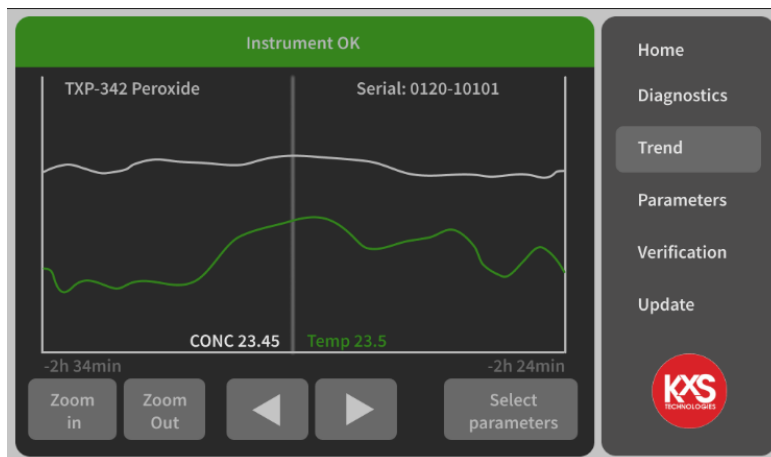 Instrument OK
TXP-342 Peroxide
Serial: 0120-10101
CONC 23.45
Temp 23.5
-2h 34min
-2h 24min
Zoom
in
Zoom
Out
Select
parameters
Home
Diagnostics
Trend
Parameters
Verification
Update
KXS
TECHNOLOGIES